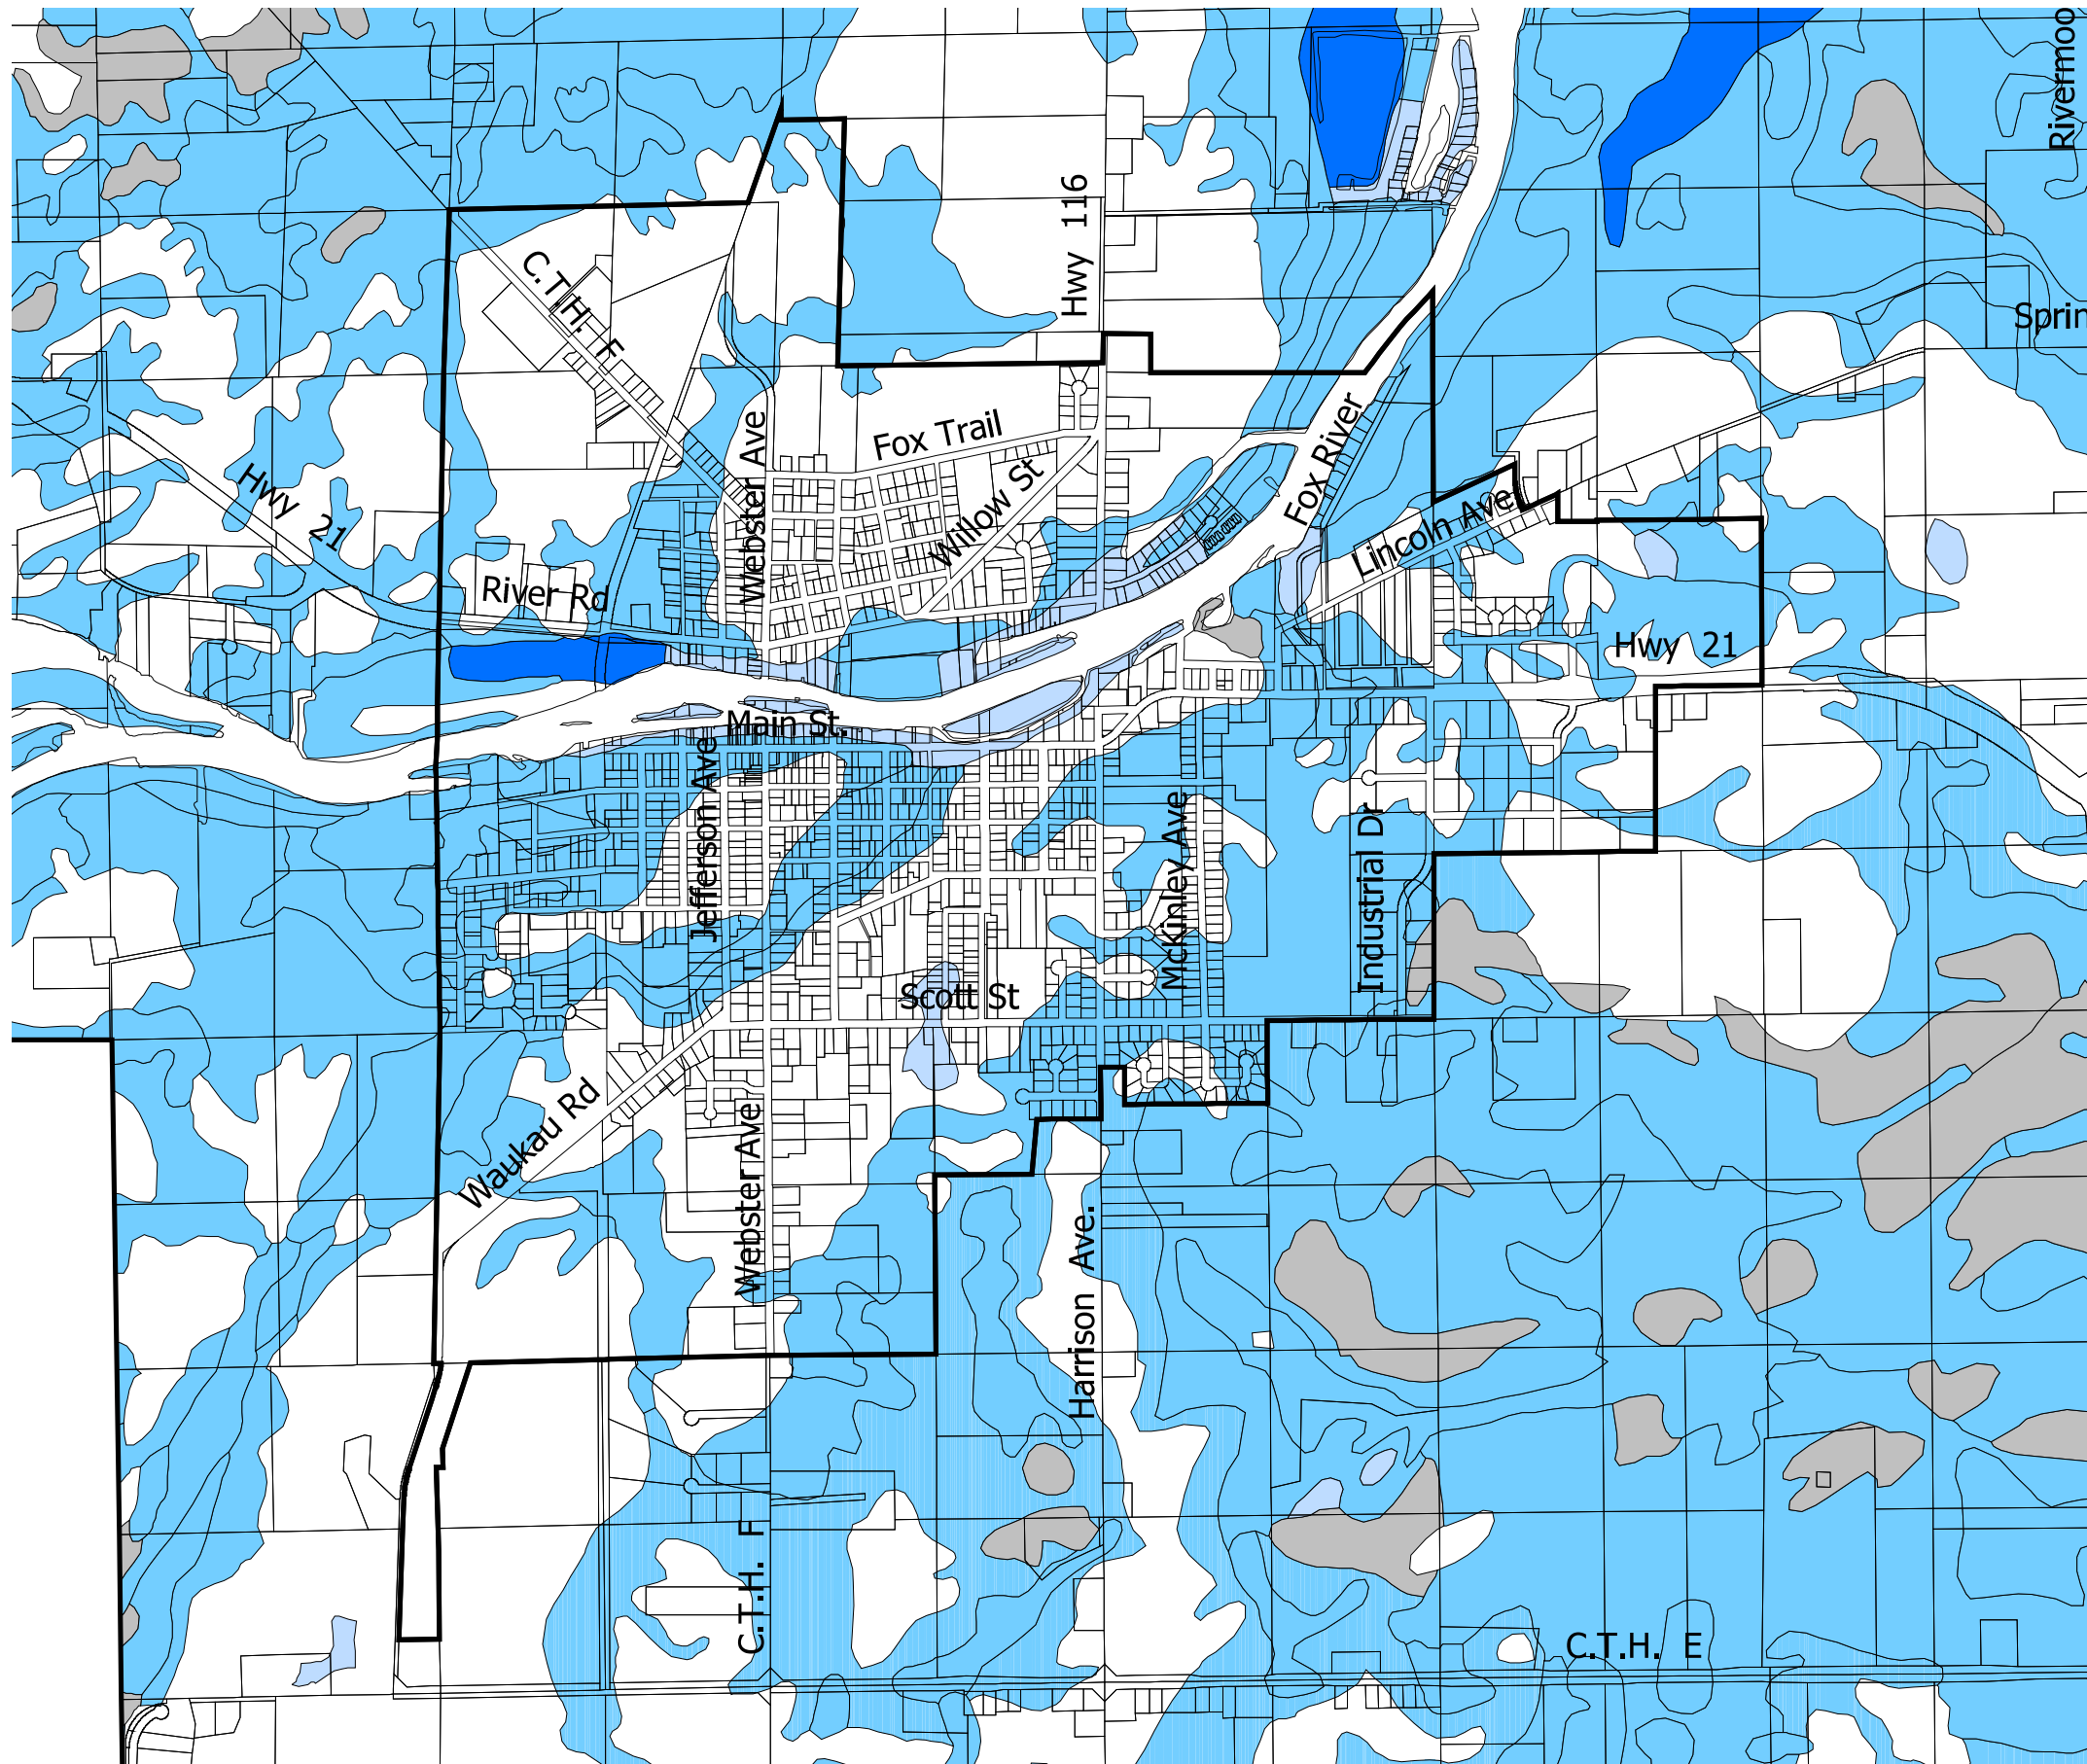 Rivermoo
Hwy 116
C.T.H. F
Sprin
Fox Trail
Webster Ave
Fox River
Willow St
Hwy 21
Lincoln Ave
River Rd
Hwy 21
Main St.
Jefferson Ave
Mckinley Ave
Industrial Dr
Scott St
Waukau Rd
Webster Ave
Harrison Ave.
C.T.H. F
C.T.H. E